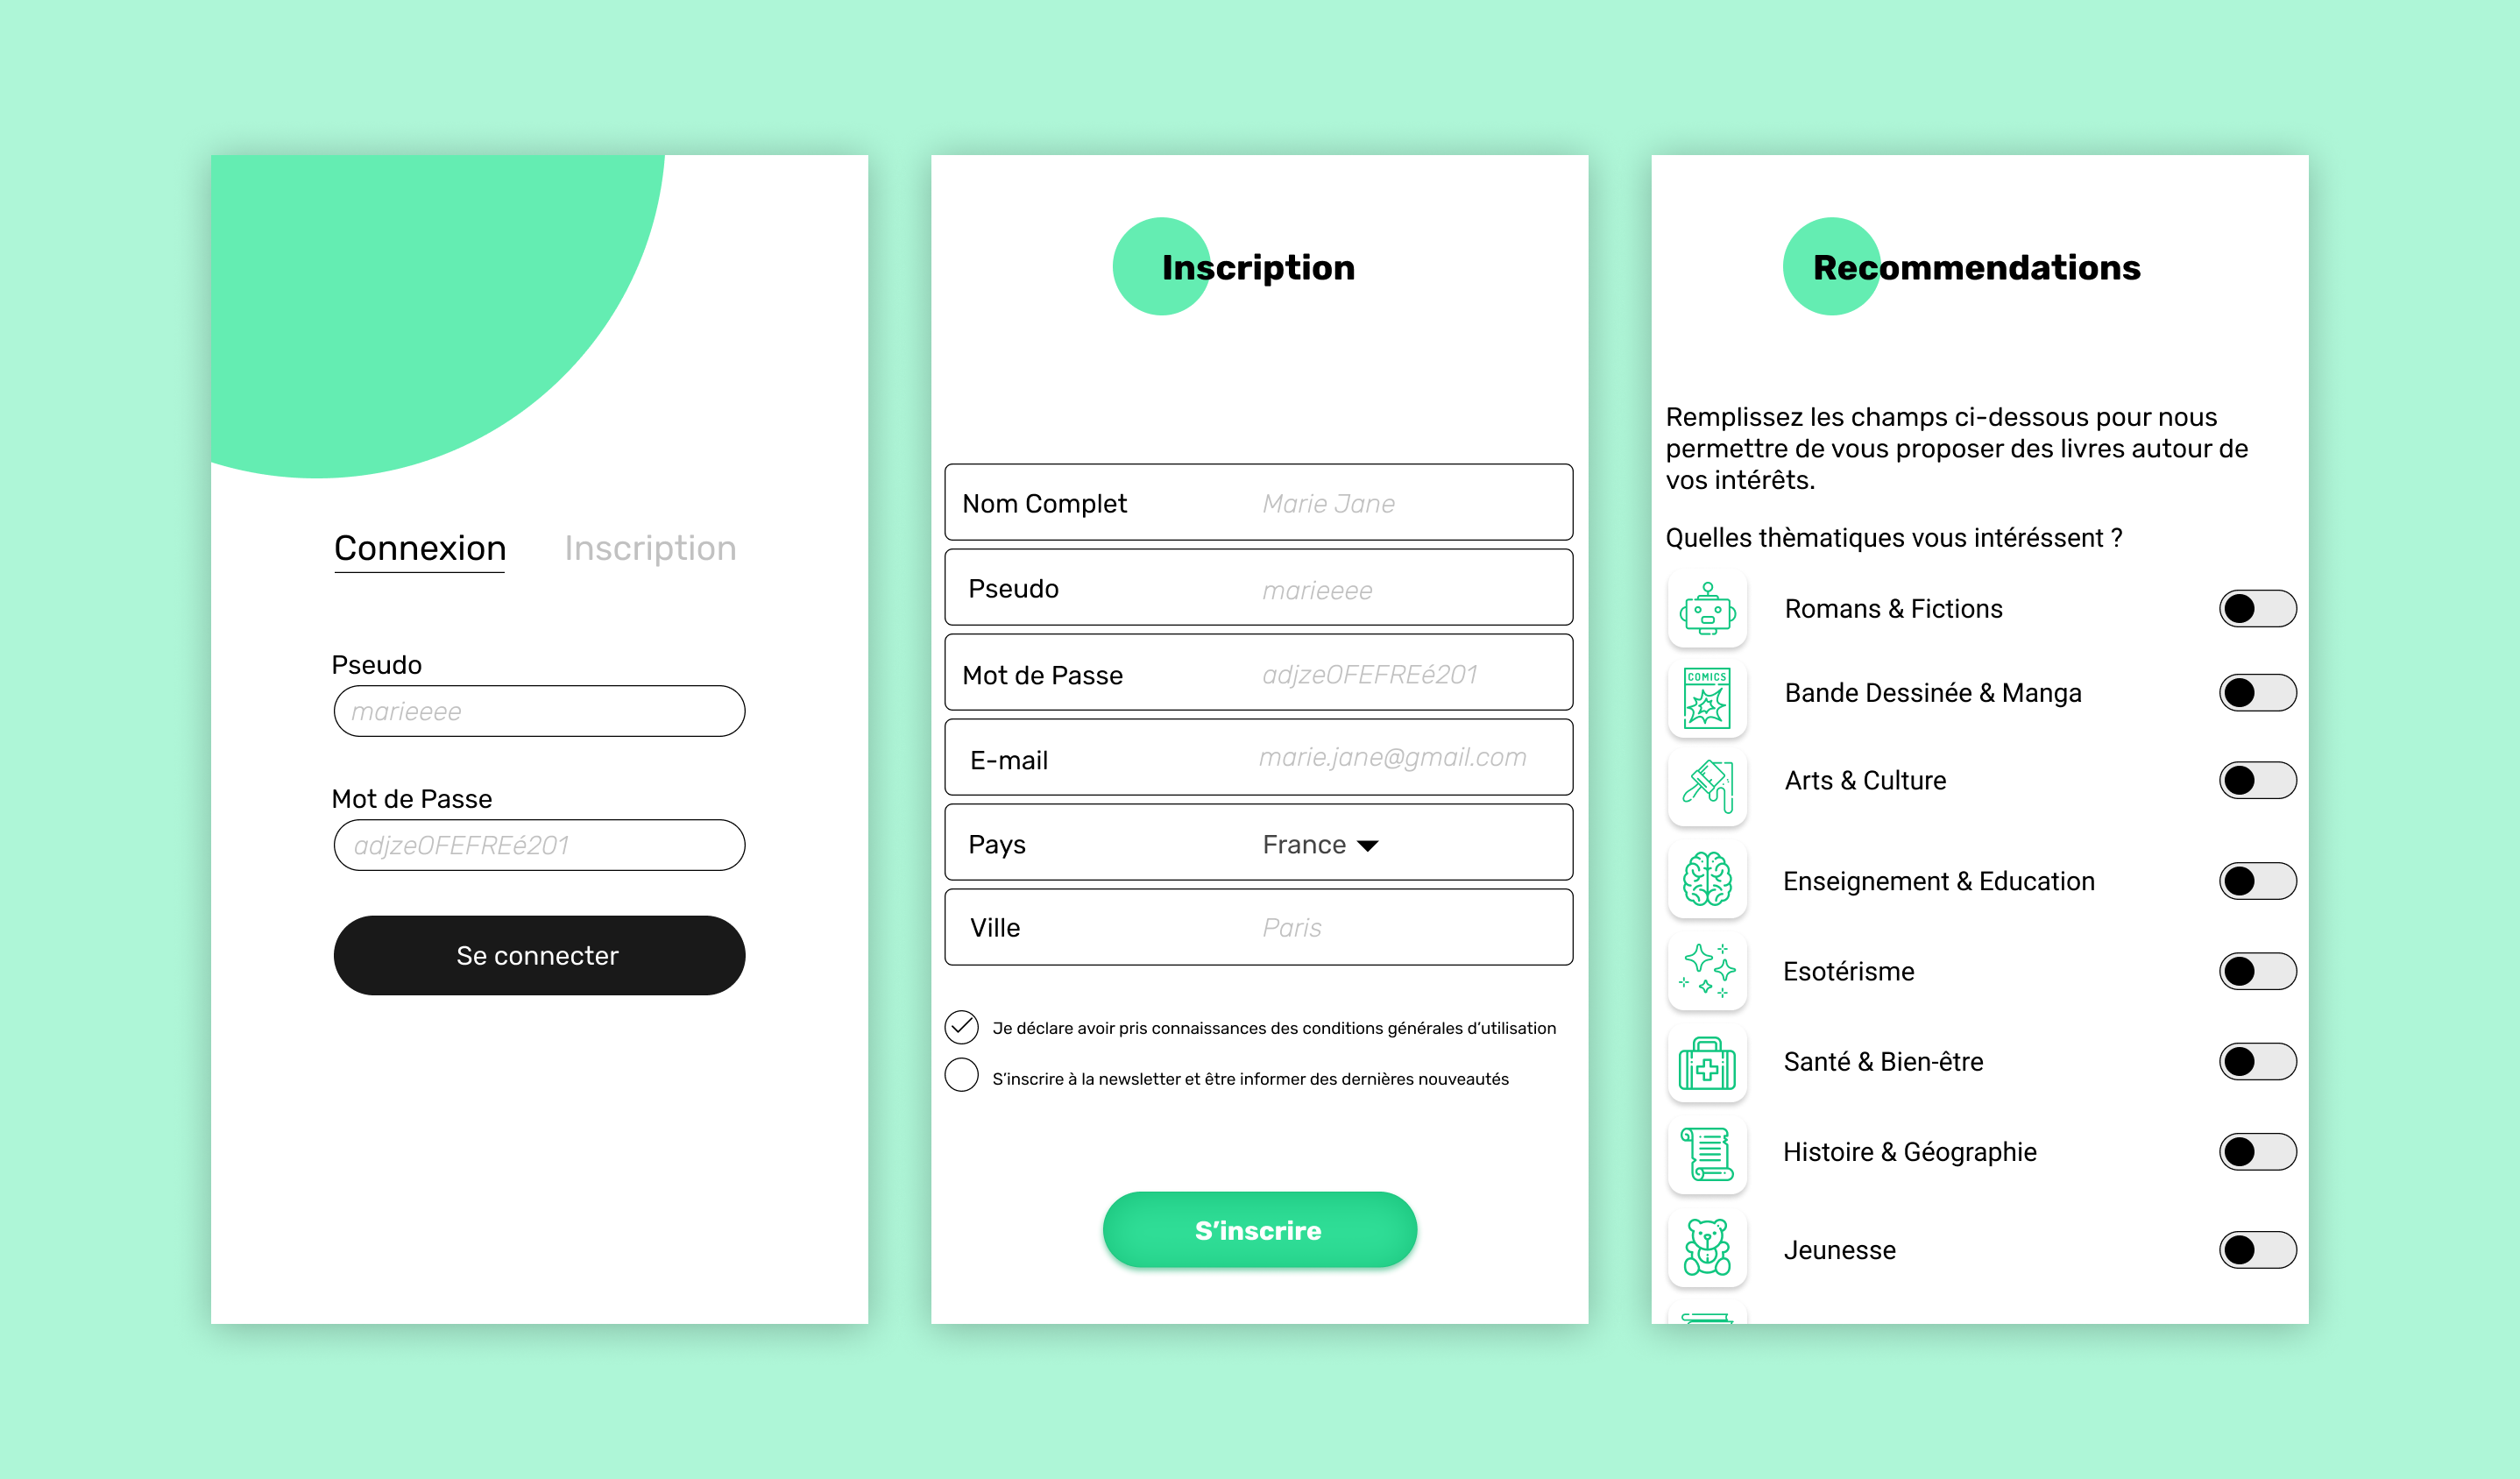 Connexion
Inscription
Pseudo
marieeee
Mot de Passe
adjzeOFEFREé201
Se connecter
Inscription
Nom Complet
Marie Jane
Pseudo
marieeee
Mot de Passe
adjzeOFEFREé201
E-mail
marie.jane@gmail.com
Pays
France
Ville
Paris
Je déclare avoir pris connaissances des conditions générales d’utilisation
S’inscrire à la newsletter et être informer des dernières nouveautés
S’inscrire
Recommendations
Remplissez les champs ci-dessous pour nous
permettre de vous proposer des livres autour de
vos intérêts.
Quelles thèmatiques vous intéréssent ?
Romans & Fictions
COMICS
Bande Dessinée & Manga
Arts & Culture
Enseignement & Education
Esotérisme
Santé & Bien-être
Histoire & Géographie
Jeunesse